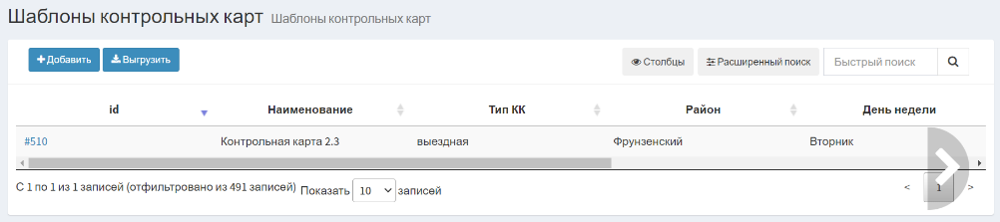 Шаблоны контрольных карт Шаблоны контрольных карт
Добавить Выгрузить Столбцы Расширенный поиск Быстрый поиск
id Наименование Тип КК Район День недели
#510 Контрольная карта 2.3 выездная Фрунзенский Вторник
С 1 по 1 из 1 записей (отфильтровано из 491 записей) Показать 10 записей < 1 >